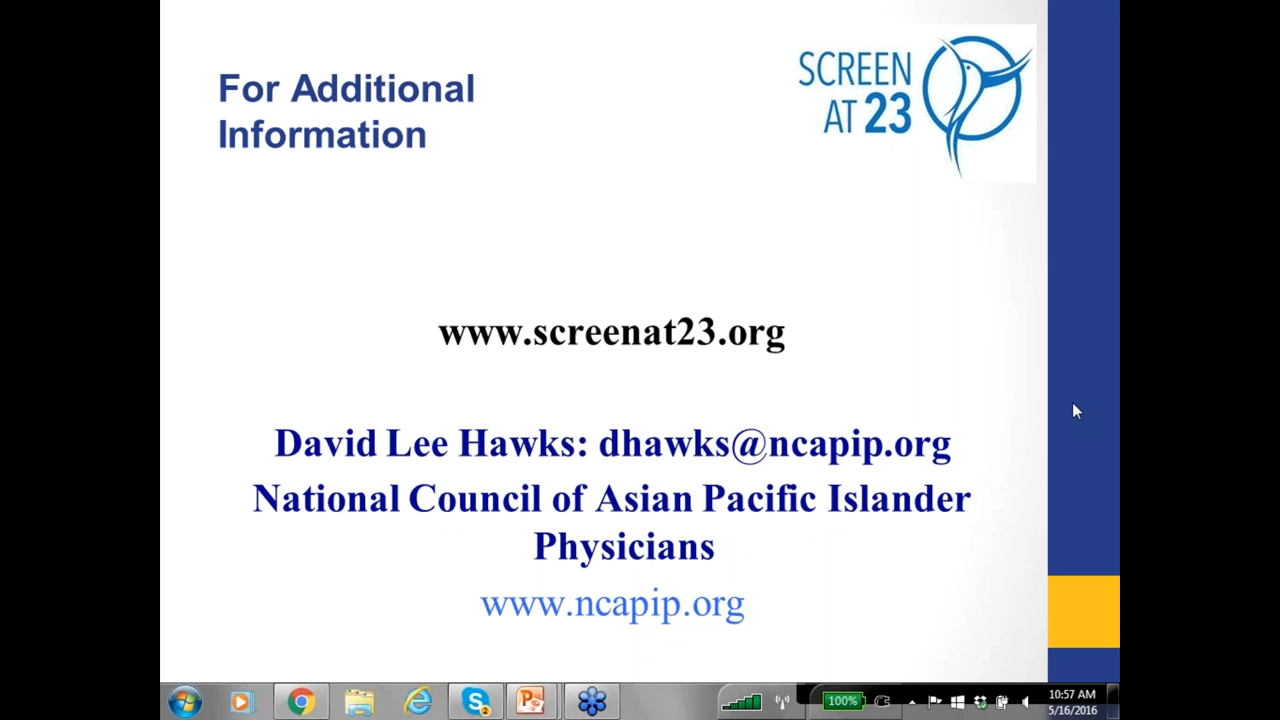 For Additional
Information
SCREEN
AT 23
www.screenat23.org
David Lee Hawks: dhawks@ncapip.org
National Council of Asian Pacific Islander
Physicians
www.ncapip.org
2
100%
10:57 AM
5/16/2016